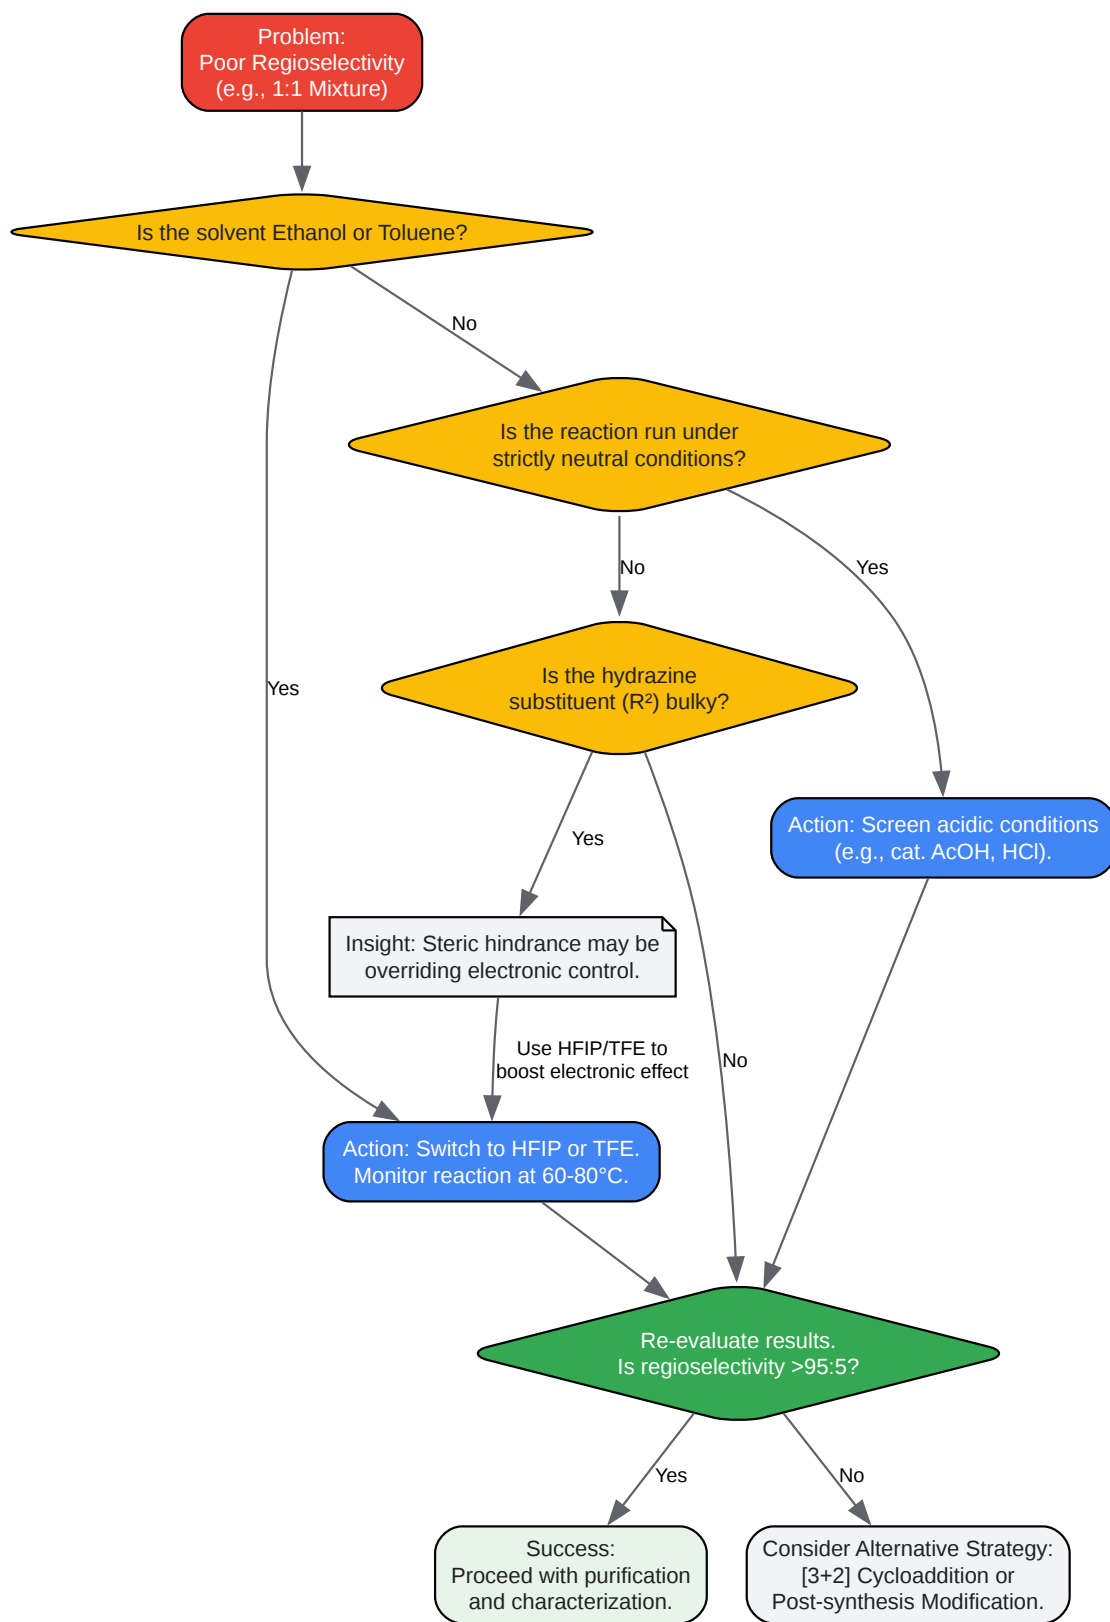 Problem:
Poor Regioselectivity
(e.g., 1:1 Mixture)
Is the solvent Ethanol or Toluene?
No
Is the reaction run under
strictly neutral conditions?
No
Yes
Is the hydrazine
substituent (R²) bulky?
Yes
Yes
Action: Screen acidic conditions
(e.g., cat. AcOH, HCl).
Insight: Steric hindrance may be
overriding electronic control.
Use HFIP/TFE to
boost electronic effect
No
Action: Switch to HFIP or TFE.
Monitor reaction at 60-80°C.
Re-evaluate results.
Is regioselectivity >95:5?
Yes
No
Success:
Proceed with purification
and characterization.
Consider Alternative Strategy:
[3+2] Cycloaddition or
Post-synthesis Modification.